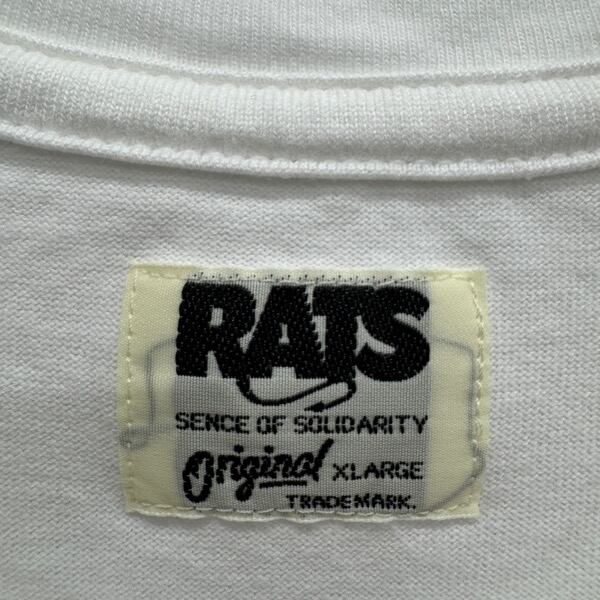 RATS
SENCE OF SOLIDARITY
Original XLARGE
TRADEMARK.